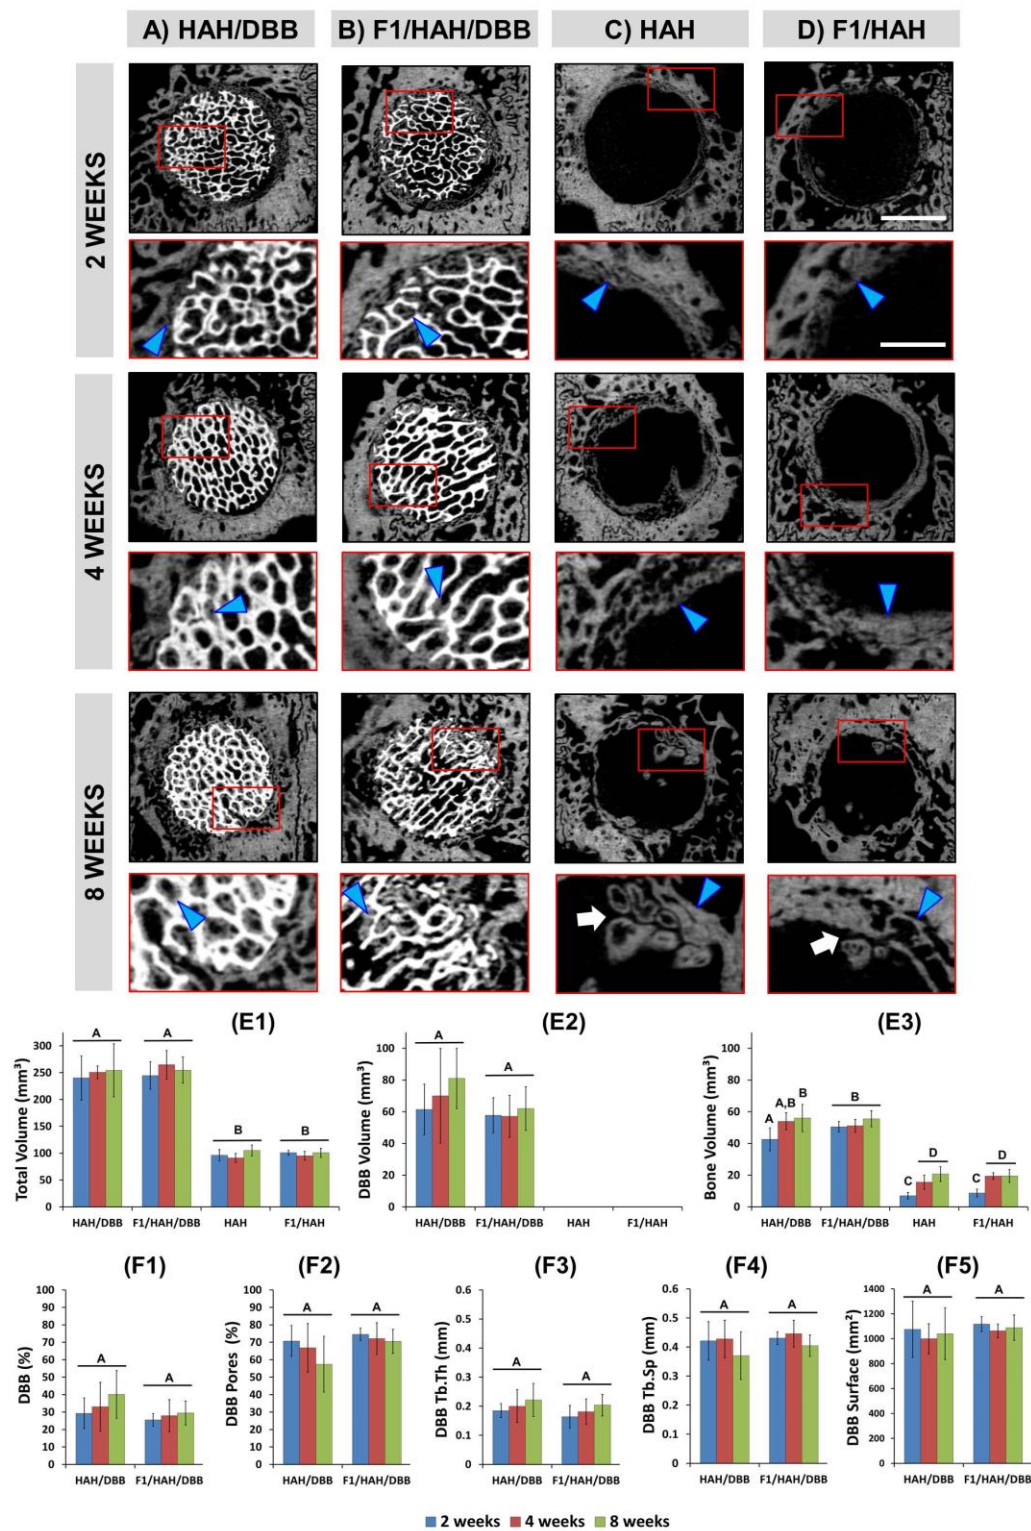 A) HAH/DBB
B) F1/HAH/DBB
C) HAH
D) F1/HAH
2 WEEKS
4 WEEKS
8 WEEKS
(E1)
Total Volume (mm³)
300
250
200
150
100
50
0
A
A
B
B
HAH/DBB
F1/HAH/DBB
HAH
F1/HAH
(E2)
DBB Volume (mm³)
100
80
60
40
20
0
A
A
HAH/DBB
F1/HAH/DBB
HAH
F1/HAH
(E3)
Bone Volume (mm³)
100
80
60
40
20
0
A
A,B
B
B
C
D
C
D
HAH/DBB
F1/HAH/DBB
HAH
F1/HAH
(F1)
DBB (%)
100
90
80
70
60
50
40
30
20
10
0
A
A
HAH/DBB
F1/HAH/DBB
(F2)
DBB Pores (%)
100
90
80
70
60
50
40
30
20
10
0
A
A
HAH/DBB
F1/HAH/DBB
(F3)
DBB Tb.Th (mm)
0.6
0.5
0.4
0.3
0.2
0.1
0
A
A
HAH/DBB
F1/HAH/DBB
(F4)
DBB Tb.Sp (mm)
0.6
0.5
0.4
0.3
0.2
0.1
0
A
A
HAH/DBB
F1/HAH/DBB
(F5)
DBB Surface (mm²)
1400
1200
1000
800
600
400
200
0
A
A
HAH/DBB
F1/HAH/DBB
2 weeks
4 weeks
8 weeks